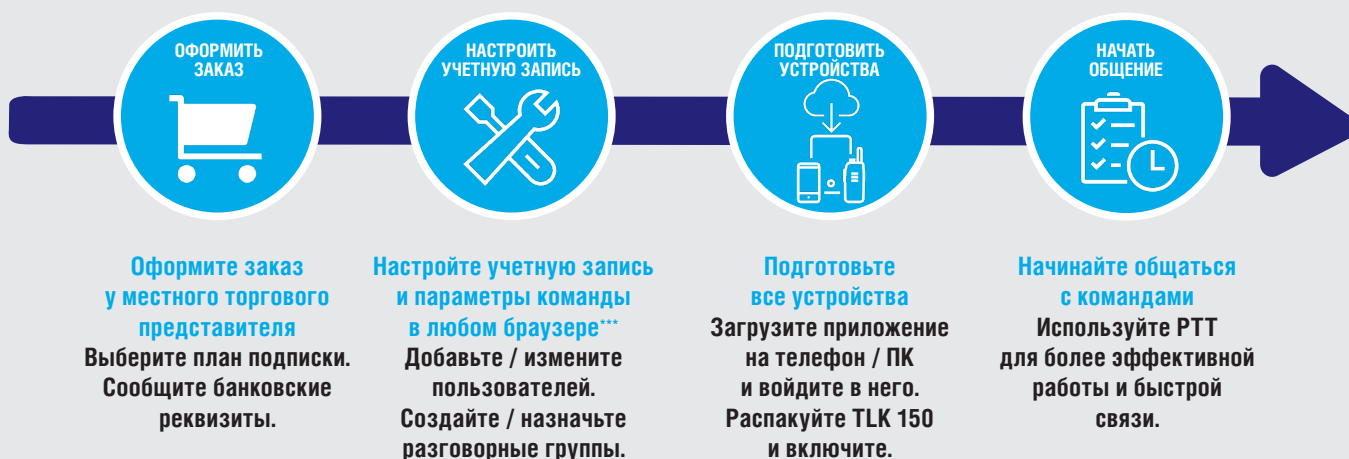 ОФОРМИТЬ
ЗАКАЗ
НАСТРОИТЬ
УЧЕТНУЮ ЗАПИСЬ
ПОДГОТОВИТЬ
УСТРОЙСТВА
НАЧАТЬ
ОБЩЕНИЕ
Оформите заказ
у местного торгового
представителя
Выберите план подписки.
Сообщите банковские
реквизиты.
Настройте учетную запись
и параметры команды
в любом браузере***
Добавьте / измените
пользователей.
Создайте / назначьте
разговорные группы.
Подготовьте
все устройства
Загрузите приложение
на телефон / ПК
и войдите в него.
Распакуйте TLK 150
и включите.
Начинайте общаться
с командами
Используйте PTT
для более эффективной
работы и быстрой
связи.